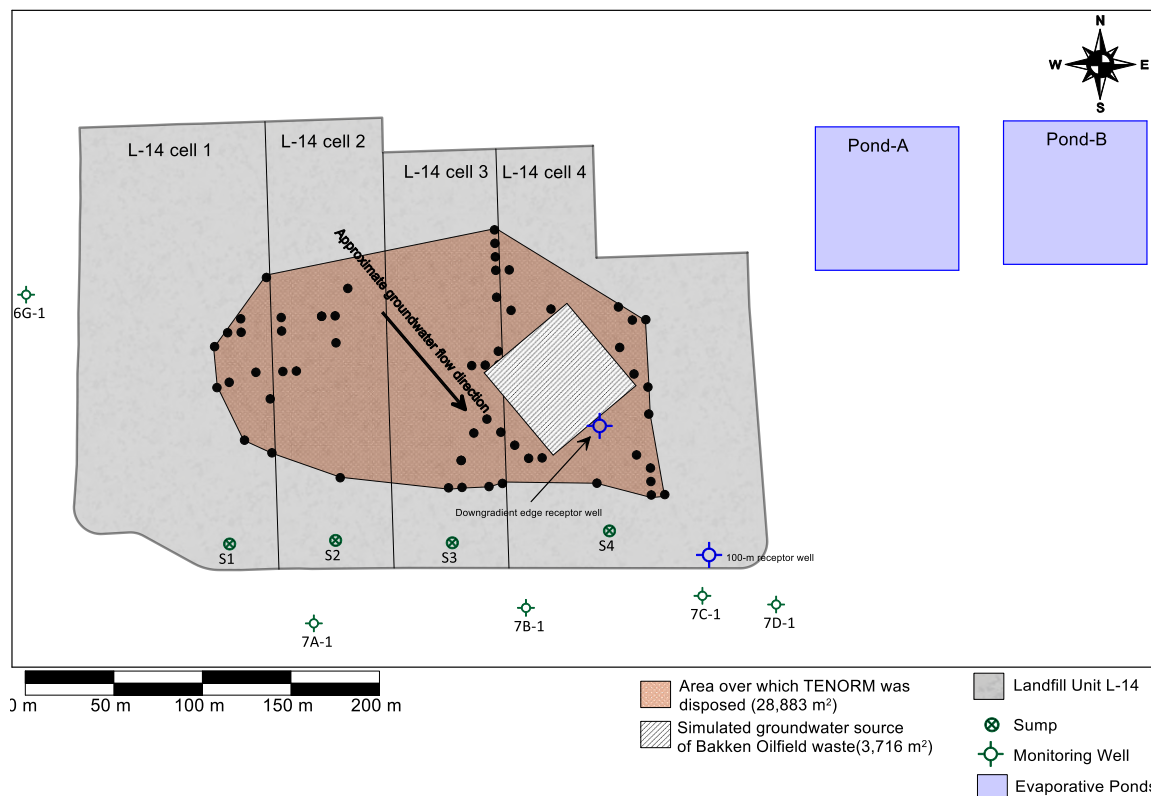 N
W
E
S
L-14 cell 1
L-14 cell 2
L-14 cell 3
L-14 cell 4
Pond-A
Pond-B
Approximate groundwater flow direction
6G-1
Downgradient edge receptor well
S1
S2
S3
S4
100-m receptor well
7A-1
7B-1
7C-1
7D-1
0 m
50 m
100 m
150 m
200 m
Area over which TENORM was
disposed (28,883 m²)
Simulated groundwater source
of Bakken Oilfield waste(3,716 m²)
Landfill Unit L-14
Sump
Monitoring Well
Evaporative Ponds